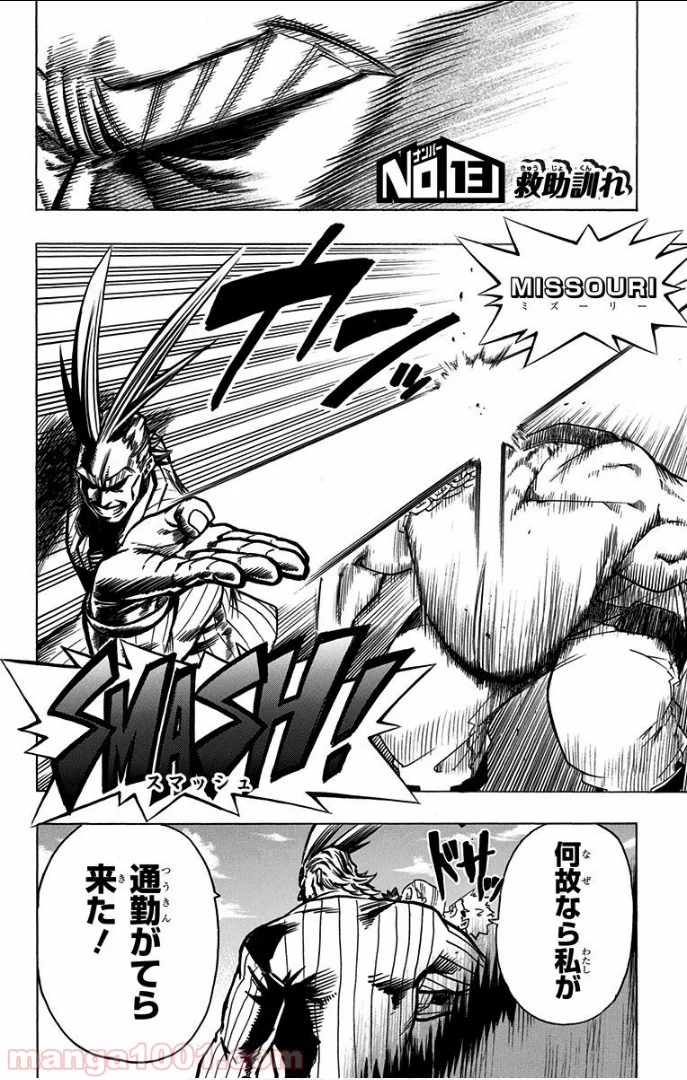 ナンバー
No.13
きゅうじょくん
救助訓れ
MISSOURI
ミズーリー
ガンッ
SMASH!
スマッシュ
ドサッ
何故なら私が
なぜ
わたし
通勤がてら
つうきん
来た!
き
manga1001.com